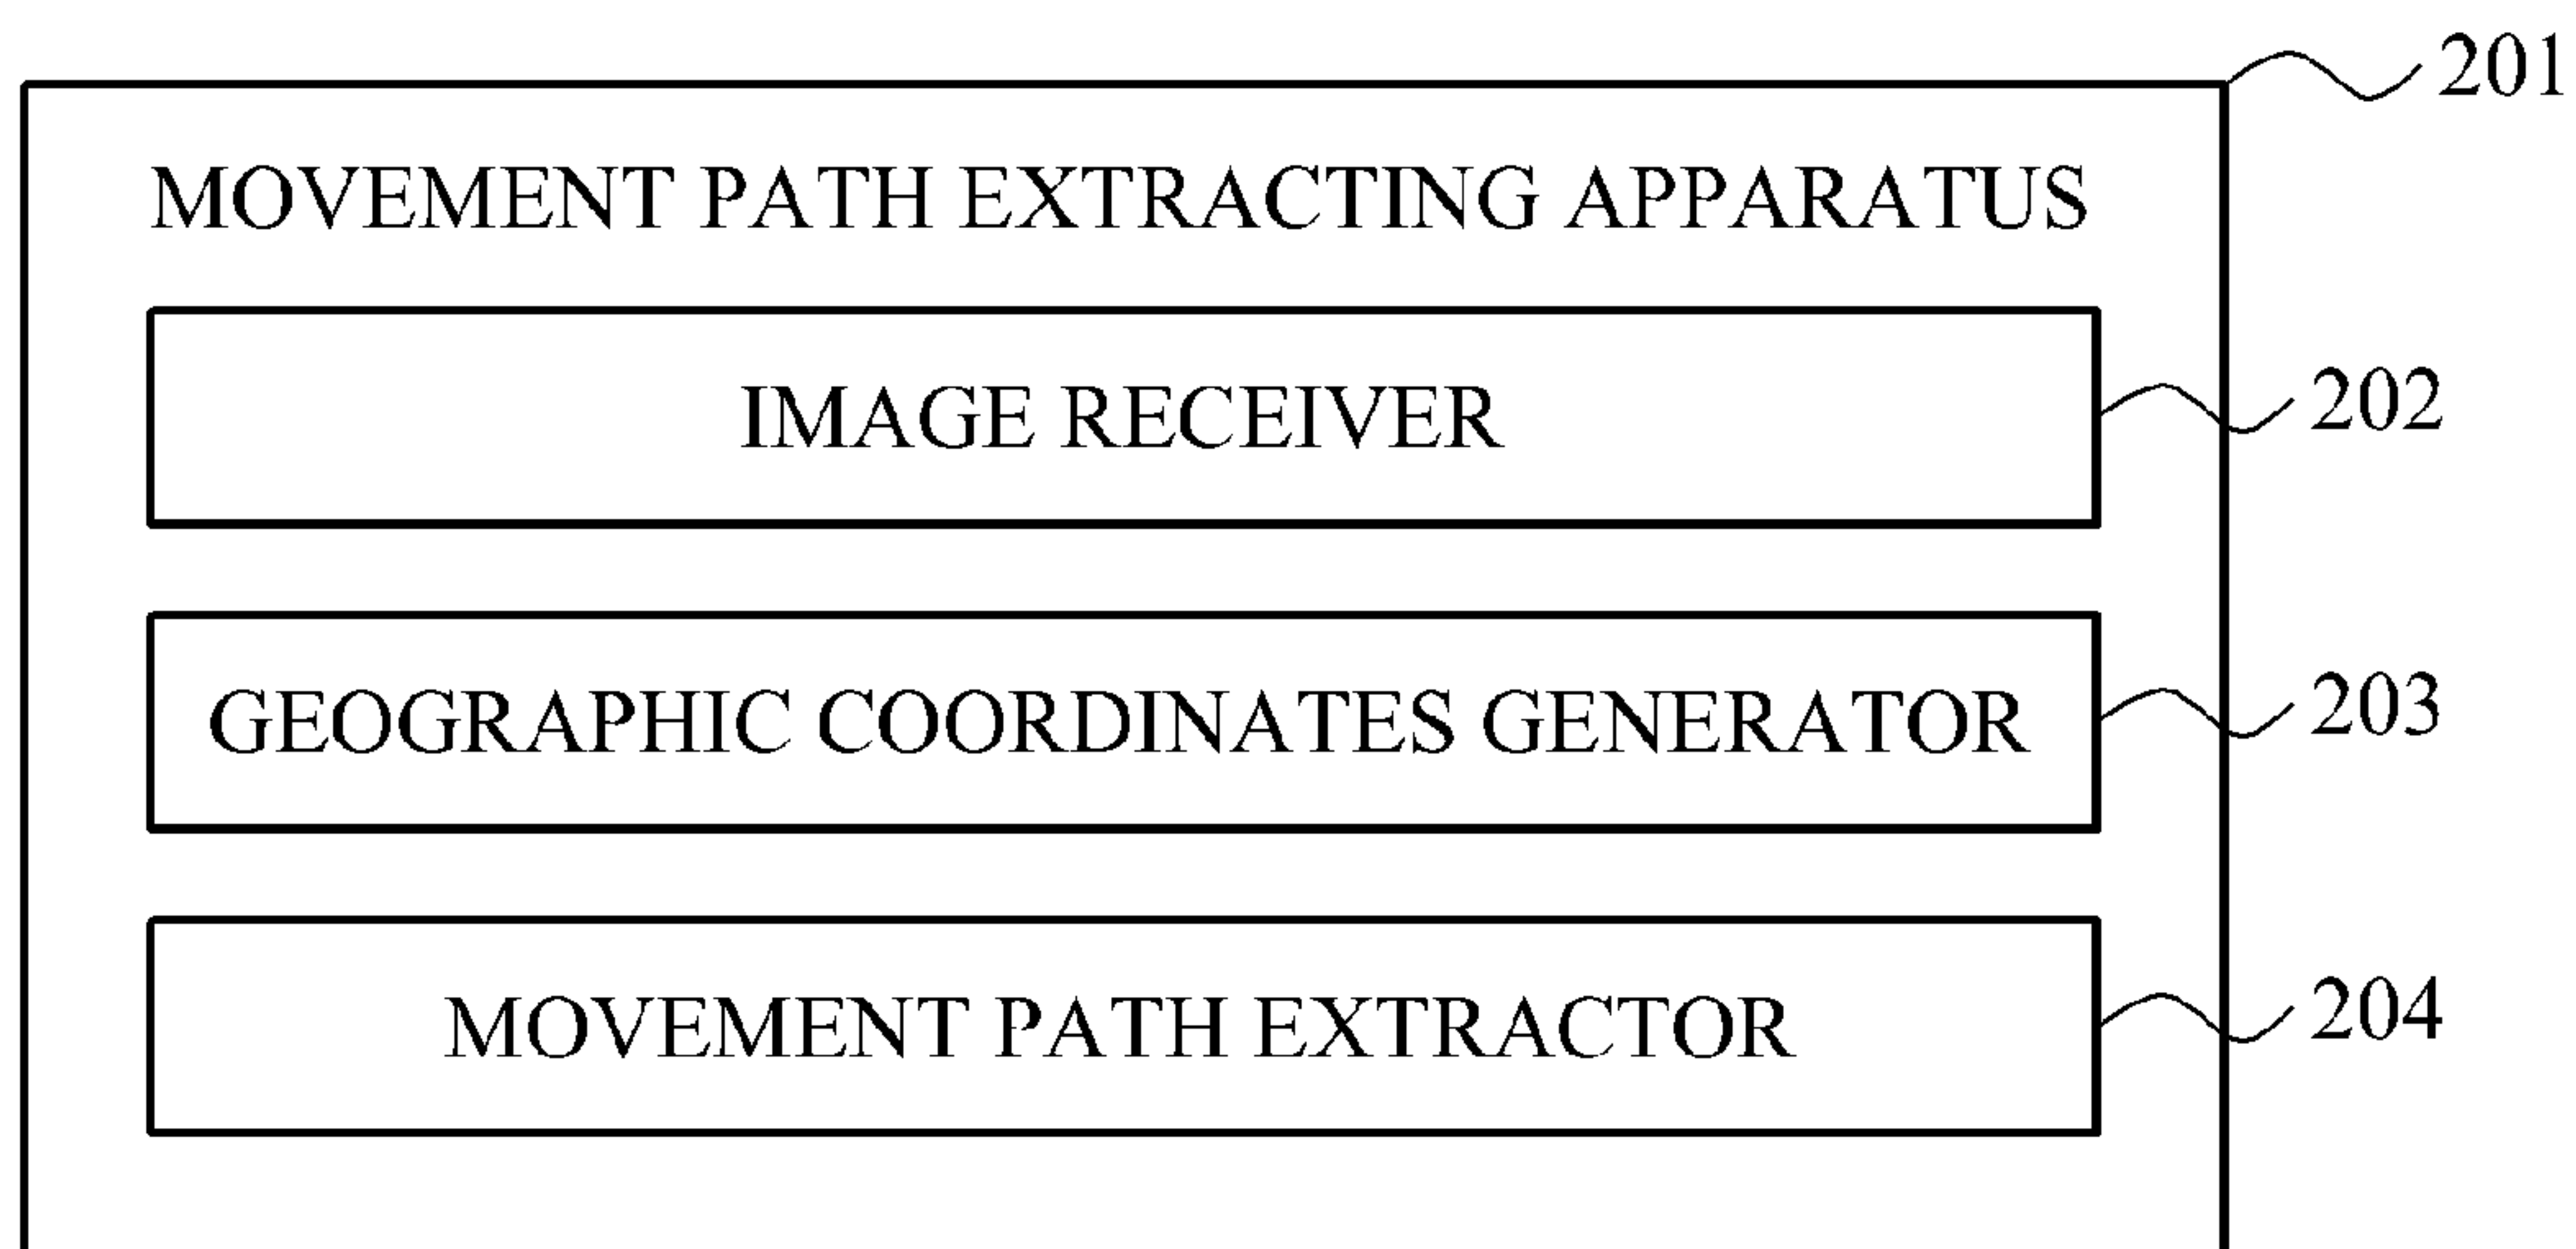 201
MOVEMENT PATH EXTRACTING APPARATUS
IMAGE RECEIVER
202
GEOGRAPHIC COORDINATES GENERATOR
203
MOVEMENT PATH EXTRACTOR
204